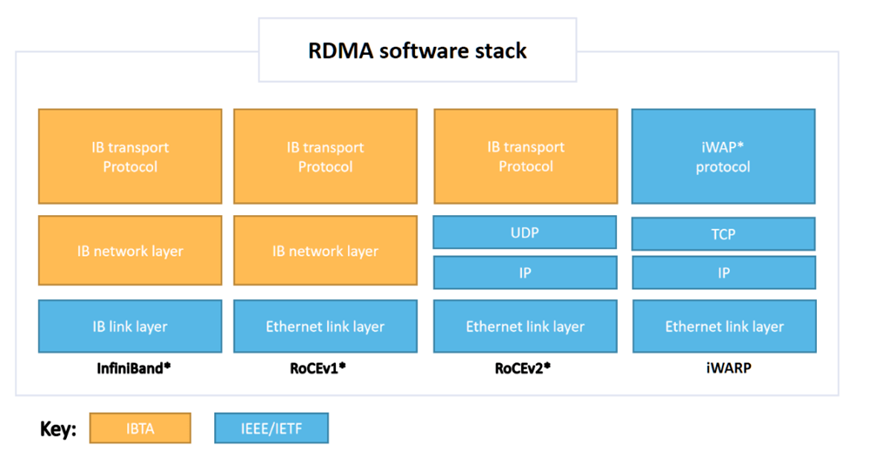 RDMA software stack
IB transport
Protocol
IB transport
Protocol
IB transport
Protocol
iWAP*
protocol
IB network layer
IB network layer
UDP
TCP
IP
IP
IB link layer
Ethernet link layer
Ethernet link layer
Ethernet link layer
InfiniBand*
RoCEv1*
RoCEv2*
iWARP
Key:
IBTA
IEEE/IETF